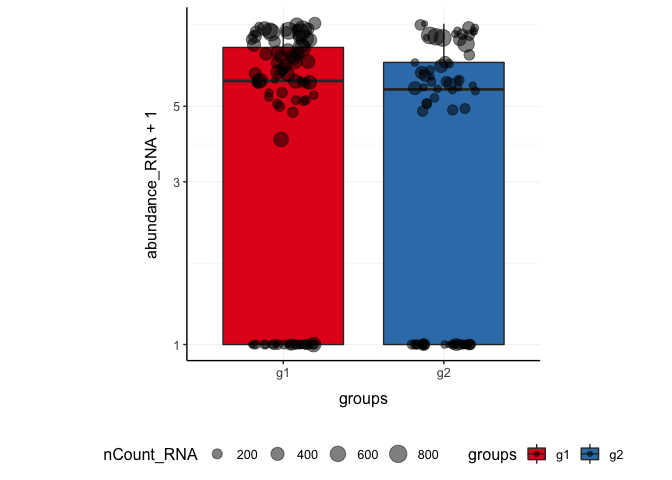 abundance_RNA + 1
5
3
1
g1 g2
groups
nCount_RNA 200 400 600 800 groups g1 g2